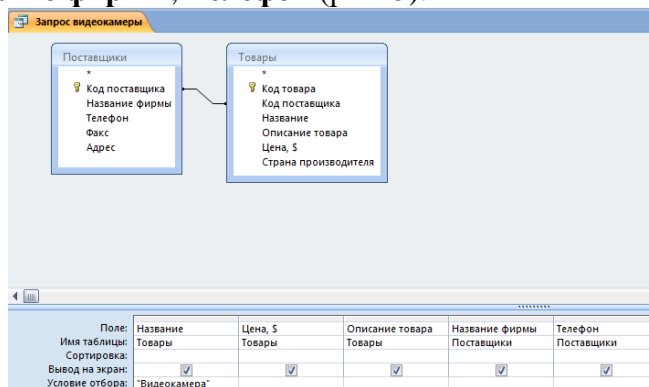 Запрос видеокамеры
Поставщики
*
Код поставщика
Название фирмы
Телефон
Факс
Адрес
Товары
*
Код товара
Код поставщика
Название
Описание товара
Цена, $
Страна производителя
Поле: Название Цена, $ Описание товара Название фирмы Телефон
Имя таблицы: Товары Товары Товары Поставщики Поставщики
Сортировка:
Вывод на экран:
Условие отбора: "Видеокамера"